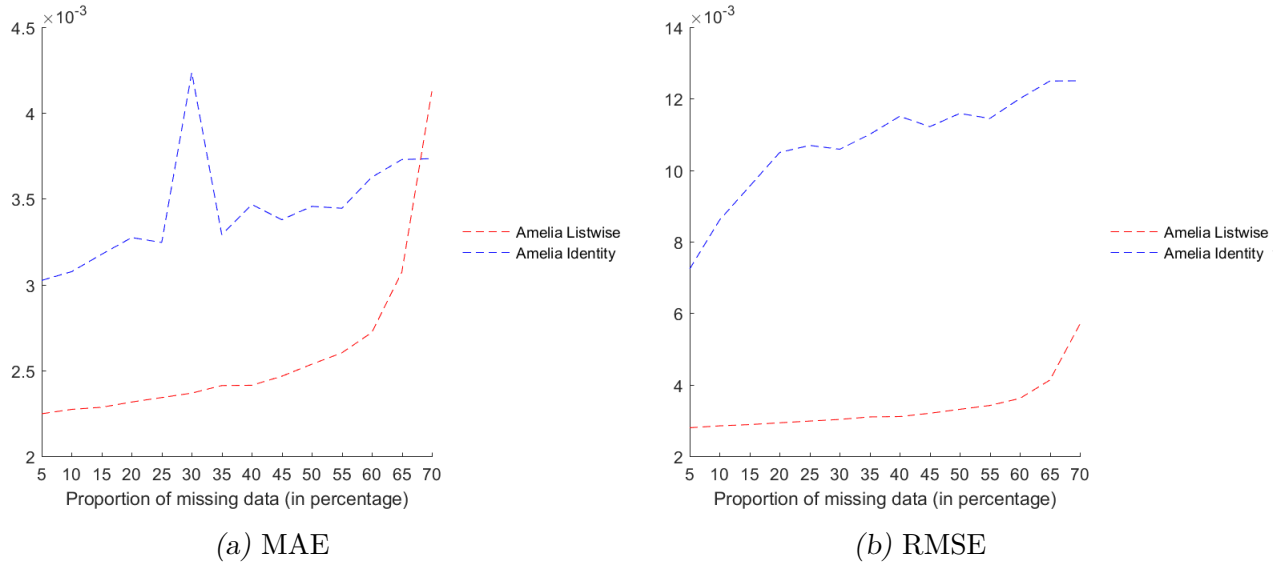 ×10⁻³
4.5
4
3.5
3
2.5
2
5 10 15 20 25 30 35 40 45 50 55 60 65 70
Proportion of missing data (in percentage)
Amelia Listwise
Amelia Identity
(a) MAE
×10⁻³
14
12
10
8
6
4
2
5 10 15 20 25 30 35 40 45 50 55 60 65 70
Proportion of missing data (in percentage)
Amelia Listwise
Amelia Identity
(b) RMSE